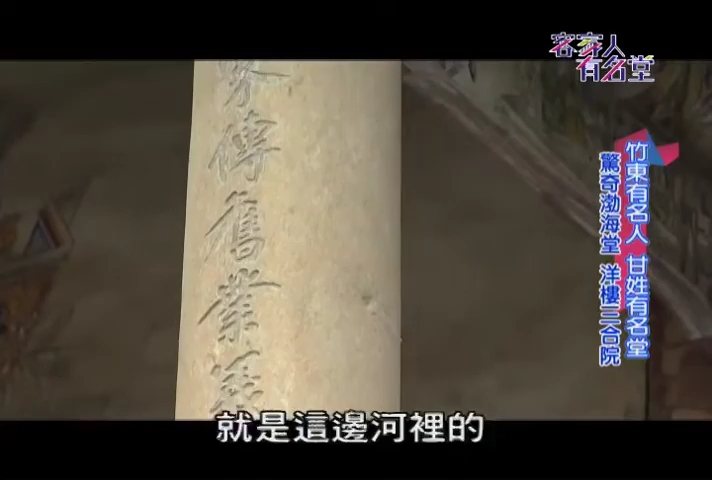 客家人
有名堂
竹東有名人 甘姓有名堂
驚奇渤海堂 洋樓三合院
家傳舊業
就是這邊河裡的